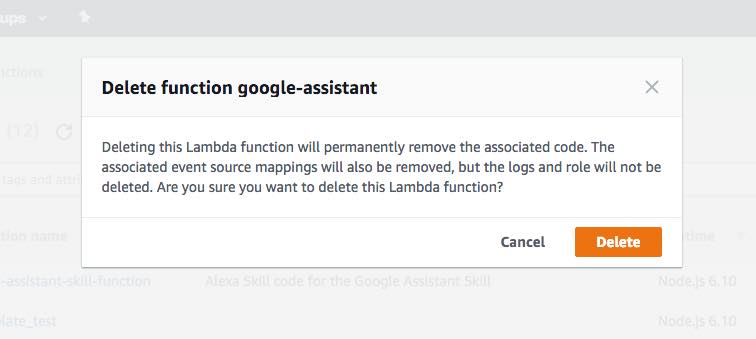 ups
nctions
(12)
Delete function google-assistant
Deleting this Lambda function will permanently remove the associated code. The
associated event source mappings will also be removed, but the logs and role will not be
deleted. Are you sure you want to delete this Lambda function?
tags and attri
Cancel Delete
tion name time
-assistant-skill-function Alexa Skill code for the Google Assistant Skill Node.js 6.10
late_test Node.js 6.10